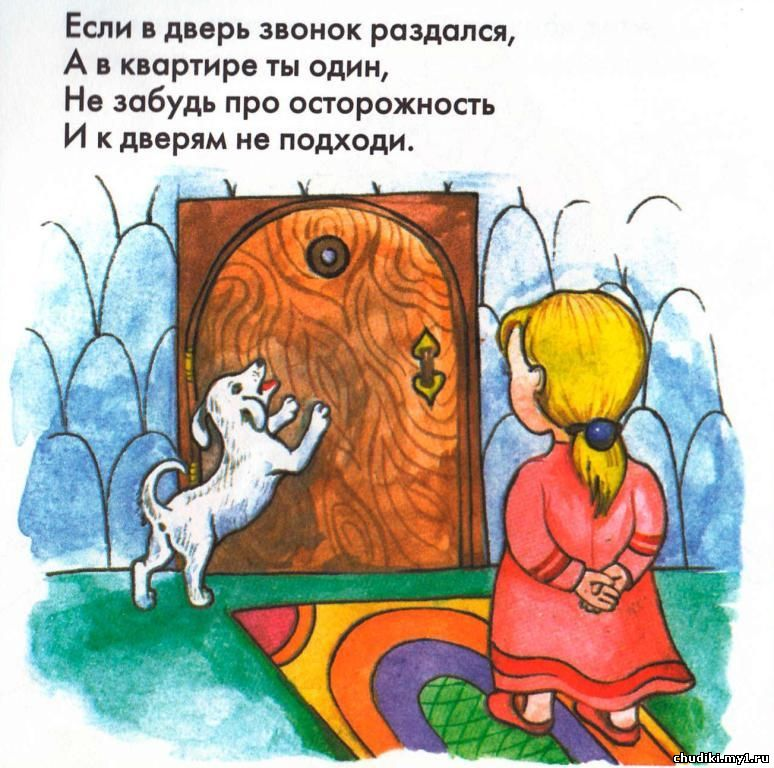 Если в дверь звонок раздался,
А в квартире ты один,
Не забудь про осторожность
И к дверям не подходи.
chudiki.my1.ru